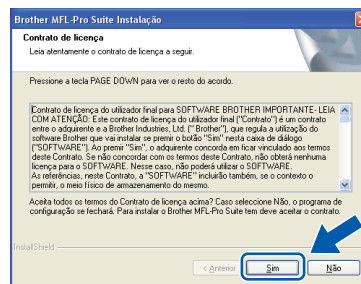 Brother MFL-Pro Suite Instalação
Contrato de licença
Leia atentamente o contrato de licença a seguir.
Pressione a tecla PAGE DOWN para ver o resto do acordo.
Contrato de licença do utilizador final para SOFTWARE BROTHER IMPORTANTE- LEIA
COM ATENÇÃO: Este contrato de licença do utilizador final ("Contrato") é um contrato
entre o adquirente e a Brother Industries, Ltd. (" Brother"), que regula a utilização do
software Brother que vai instalar se premir o botão "Sim" nesta caixa de diálogo
("SOFTWARE"). Ao premir "Sim", o adquirente concorda em ficar vinculado aos termos
deste Contrato. Se não concordar com os termos deste Contrato, não obterá nenhuma
licença para o SOFTWARE. Nesse caso, não poderá utilizar o SOFTWARE.
As referências, neste Contrato, a "SOFTWARE" incluirão também, se o contexto o
permitir, o meio físico de armazenamento do mesmo.
Aceita todos os termos do Contrato de licença acima? Caso seleccione Não, o programa de
configuração se fechará. Para instalar o Brother MFL-Pro Suite tem deve aceitar o contrato.
InstallShield
< Anterior
Sim
Não